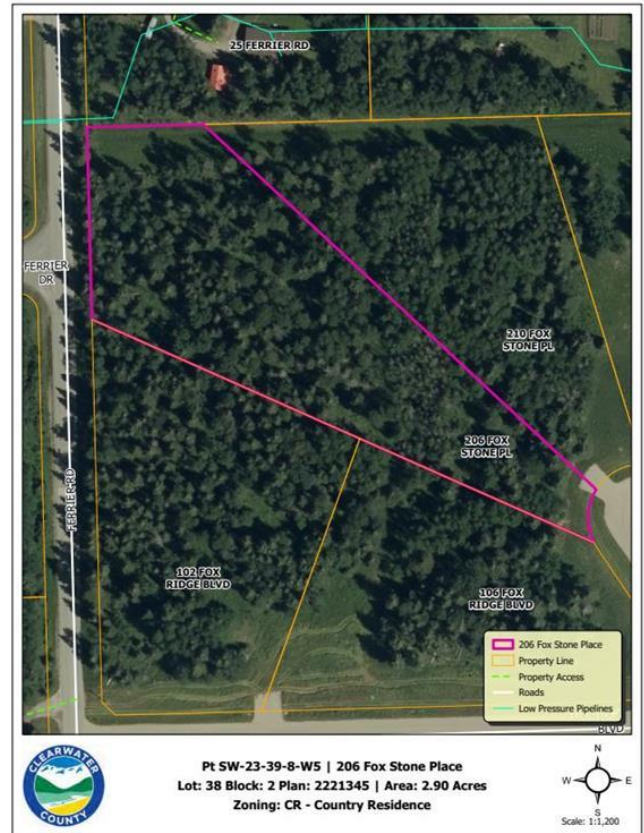 25 FERRIER RD
FERRIER
DR
210 FOX
STONE PL
206 FOX
STONE PL
FERRIER RD
102 FOX
RIDGE BLVD
106 FOX
RIDGE BLVD
206 Fox Stone Place
Property Line
Property Access
Roads
Low Pressure Pipelines
BLVD
CLEARWATER
COUNTY
Pt SW-23-39-8-W5 | 206 Fox Stone Place
Lot: 38 Block: 2 Plan: 2221345 | Area: 2.90 Acres
Zoning: CR - Country Residence
N
W E
S
Scale: 1:1,200